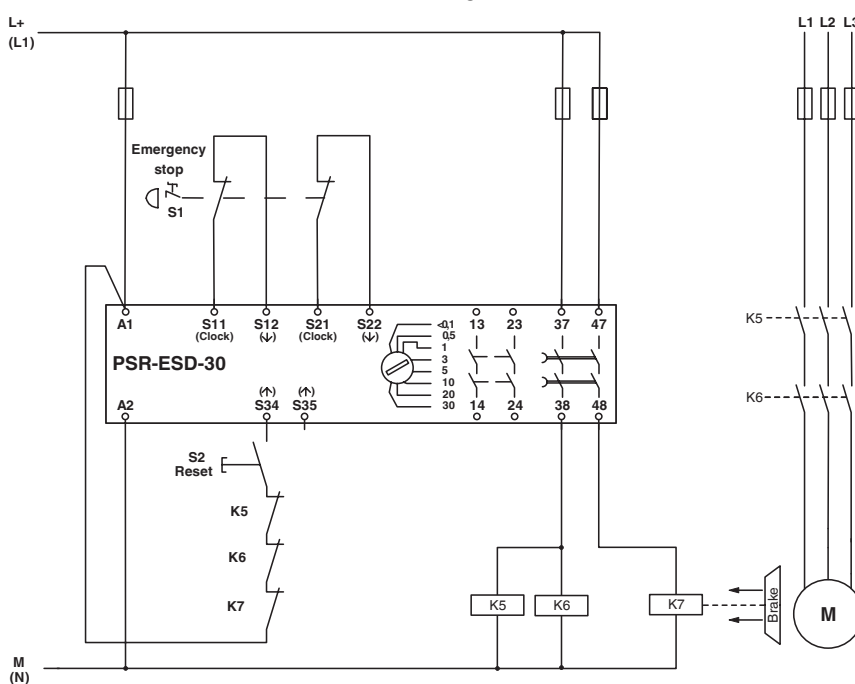 L+
(L1)
L1 L2 L3
Emergency
stop
S1
A1 S11 S12 S21 S22 <0,1 13 23 37 47
(Clock) (↓) (Clock) (↓) 0,5
1
PSR-ESD-30
3
5
10
20
30
(↑) (↑)
A2 S34 S35 14 24 38 48
K5
K6
S2
Reset
K5
K6
K7
K5 K6 K7 Brake M
M
(N)